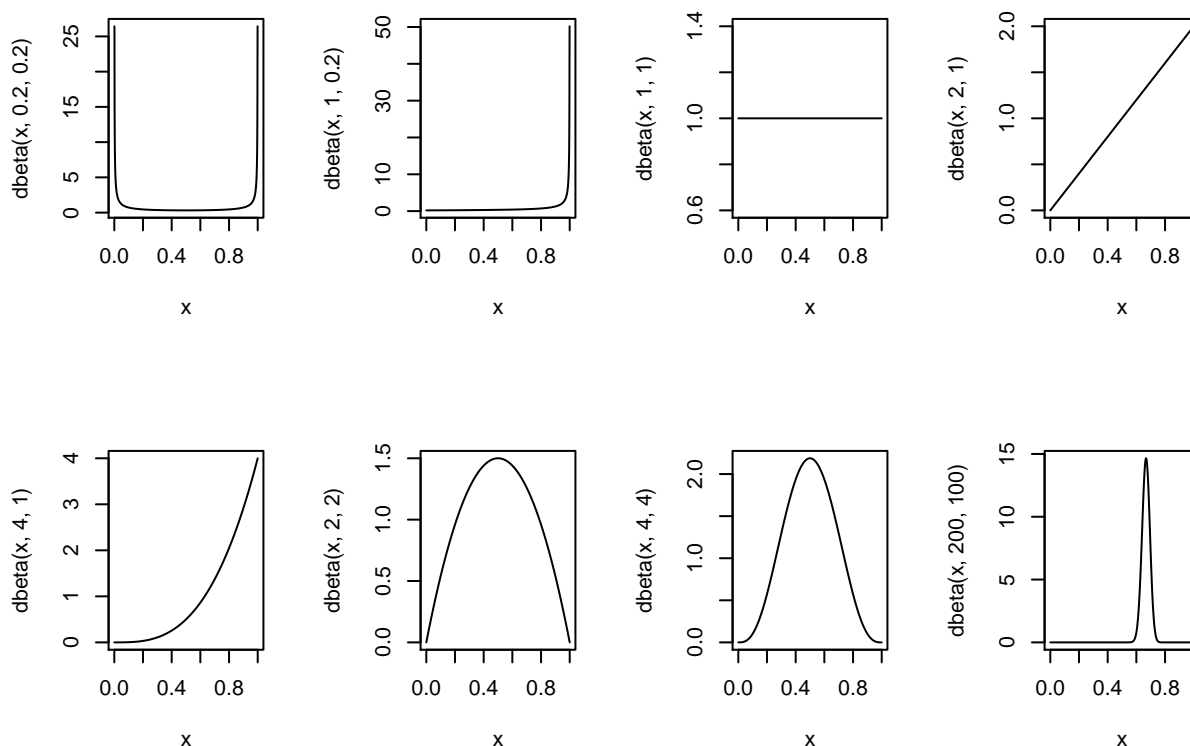 dbeta(x, 0.2, 0.2)
0 5 15 25
0.0 0.4 0.8
x
dbeta(x, 1, 0.2)
0 10 30 50
0.0 0.4 0.8
x
dbeta(x, 1, 1)
0.6 1.0 1.4
0.0 0.4 0.8
x
dbeta(x, 2, 1)
0.0 1.0 2.0
0.0 0.4 0.8
x
dbeta(x, 4, 1)
0 1 2 3 4
0.0 0.4 0.8
x
dbeta(x, 2, 2)
0.0 0.5 1.0 1.5
0.0 0.4 0.8
x
dbeta(x, 4, 4)
0.0 1.0 2.0
0.0 0.4 0.8
x
dbeta(x, 200, 100)
0 5 10 15
0.0 0.4 0.8
x